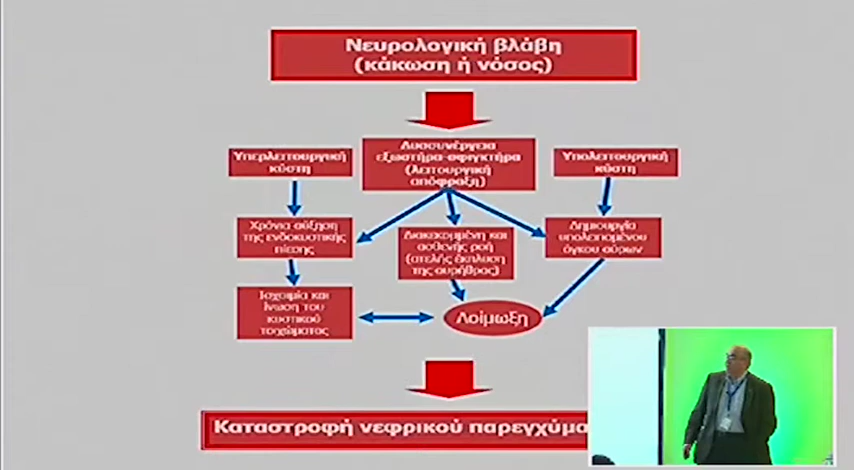 Νευρολογική βλάβη
(κάκωση ή νόσος)
Υπερλειτουργική
κύστη
Δυσσυνέργεια
εξωστήρα-σφιγκτήρα
(λειτουργική
απόφραξη)
Υπολειτουργική
κύστη
Χρόνια αύξηση
της ενδοκυστικής
πίεσης
Διακεκομμένη και
ασθενής ροή
(ατελής έκπλυση
της ουρήθρας)
Δημιουργία
υπολειπομένου
όγκου ούρων
Ισχαιμία και
ίνωση του
κυστικού
τοιχώματος
Λοίμωξη
Καταστροφή νεφρικού παρεγχύμα